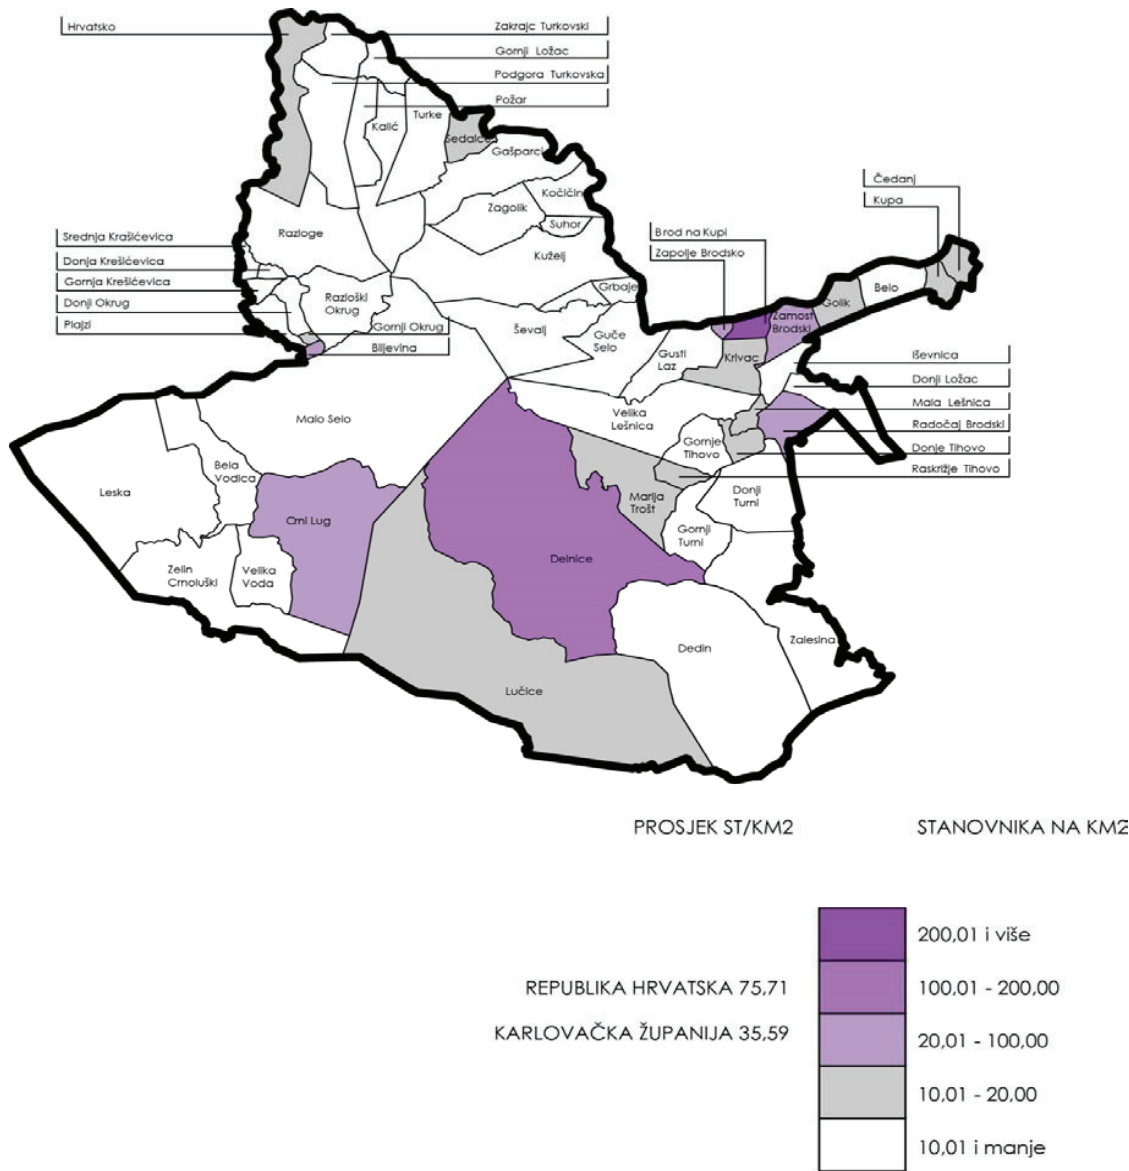 Hrvatsko
Zakrajc Turkovski
Gornji Ložac
Podgora Turkovska
Požar
Kalić
Turke
Sedalce
Gašparci
Kočičin
Zagolik
Suhor
Razloge
Kuželj
Čedanj
Kupa
Brod na Kupi
Zapolje Brodsko
Srednja Krašićevica
Donja Krešićevica
Gornja Krešićevica
Donji Okrug
Plajzi
Gornji Okrug
Biljevina
Razloški
Okrug
Grbaje
Ševalj
Guče
Selo
Gusti
Laz
Krivac
Zamost
Brodski
Golik
Belo
Iševnica
Donji Ložac
Mala Lešnica
Radočaj Brodski
Donje Tihovo
Raskrižje Tihovo
Malo Selo
Velika
Lešnica
Gornje
Tihovo
Bela
Vodica
Leska
Marija
Trošt
Donji
Turni
Crni Lug
Gornji
Turni
Delnice
Zelin
Crnoluški
Velika
Voda
Dedin
Zalesina
Lučice
PROSJEK ST/KM2
STANOVNIKA NA KM2
200,01 i više
REPUBLIKA HRVATSKA 75,71
100,01 - 200,00
KARLOVAČKA ŽUPANIJA 35,59
20,01 - 100,00
10,01 - 20,00
10,01 i manje